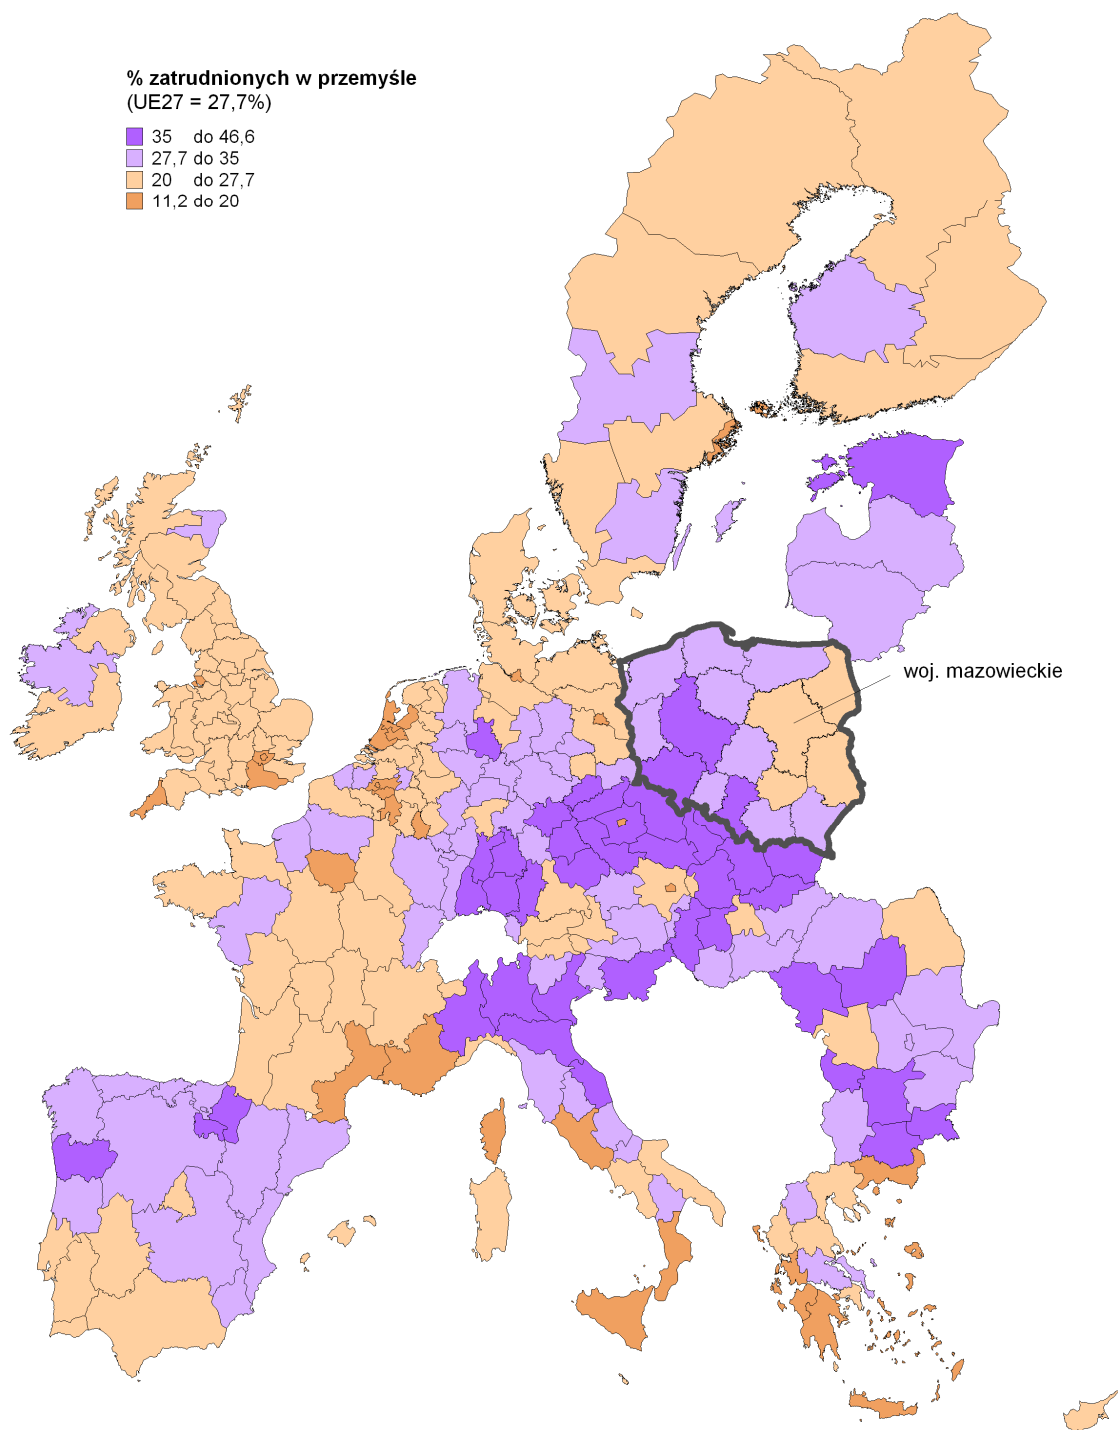 % zatrudnionych w przemyśle
(UE27 = 27,7%)
35 do 46,6
27,7 do 35
20 do 27,7
11,2 do 20
woj. mazowieckie